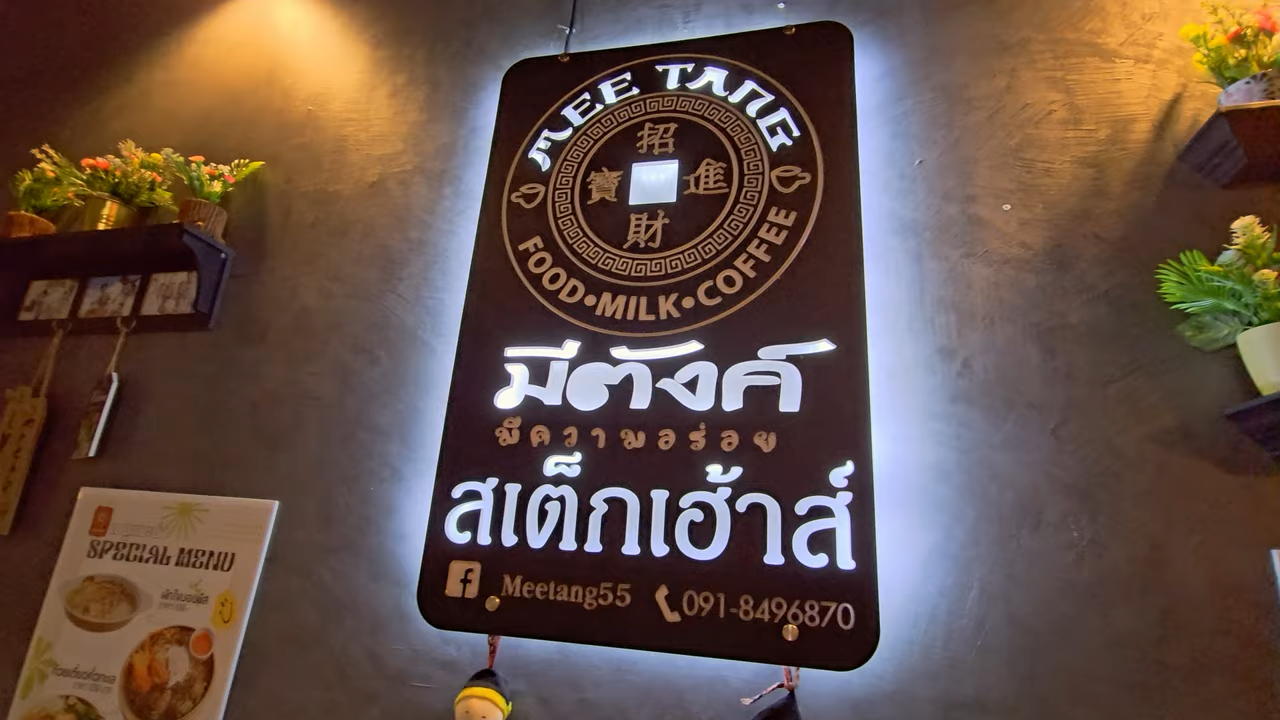 MEE TANG
招
寶 進
財
FOOD•MILK•COFFEE
มีตังค์
มีความอร่อย
สเต็กเฮ้าส์
Meetang55 091-8496870
SPECIAL MENU